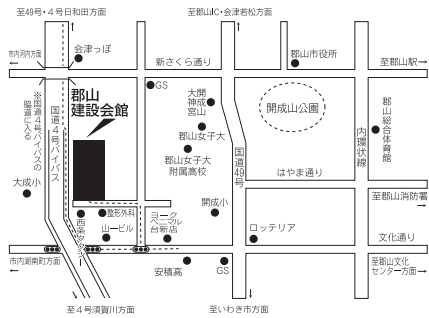 至49号・4号日和田方面
至郡山IC・会津若松方面
市内河内方面
会津っぽ
新さくら通り
郡山市役所
至郡山駅
GS
郡山
建設会館
大開
神成
宮山
開成山公園
郡山総合体育館
※国道4号バイパスの
脇道に入る
国道4号バイパス
郡山女子大
郡山女子大
附属高校
国道49号
内環状線
はやま通り
大成小
至郡山消防署
整形外科
開成小
西条タクシー
山一ビル
ヨーク
ベニマル
台新店
ロッテリア
文化通り
市内湖南町方面
安積高
GS
至郡山文化
センター方面
至4号須賀川方面
至いわき市方面